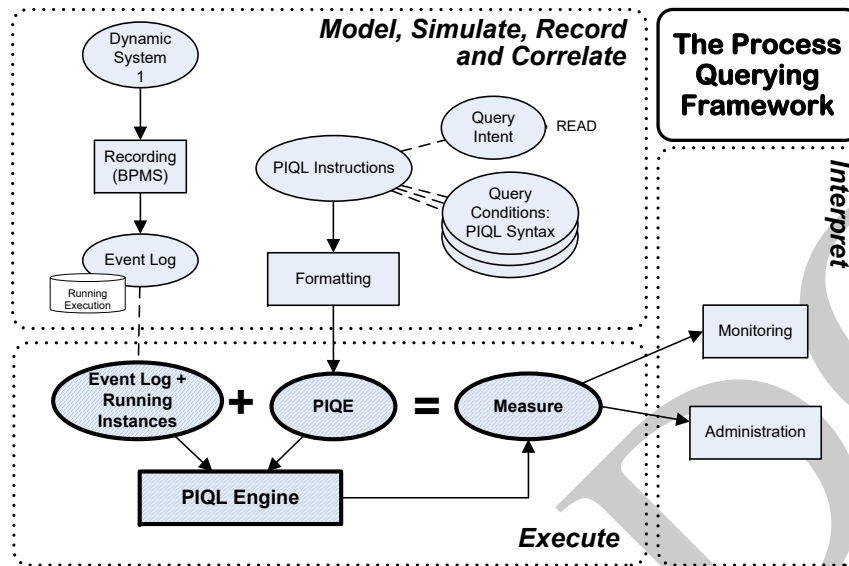 Dynamic
System
1
Model, Simulate, Record
and Correlate
The Process
Querying
Framework
Query
Intent
READ
Recording
(BPMS)
PIQL Instructions
Query
Conditions:
PIQL Syntax
Interpret
Event Log
Running
Execution
Formatting
Monitoring
Event Log +
Running
Instances
+
PIQE
=
Measure
Administration
PIQL Engine
Execute